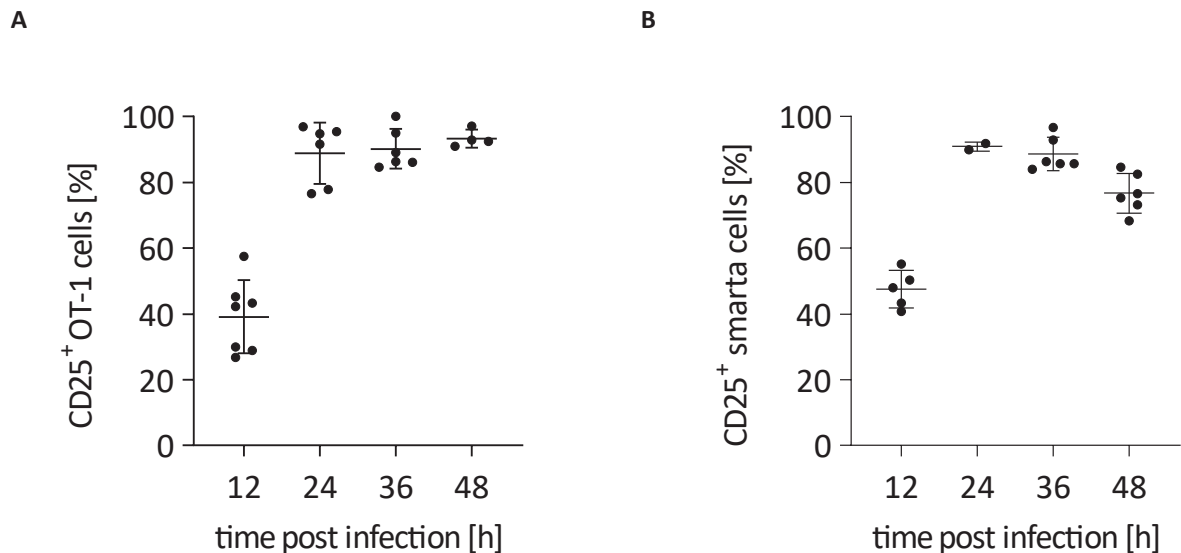 A
CD25⁺ OT-1 cells [%]
100
80
60
40
20
0
12 24 36 48
time post infection [h]
B
CD25⁺ smarta cells [%]
100
80
60
40
20
0
12 24 36 48
time post infection [h]